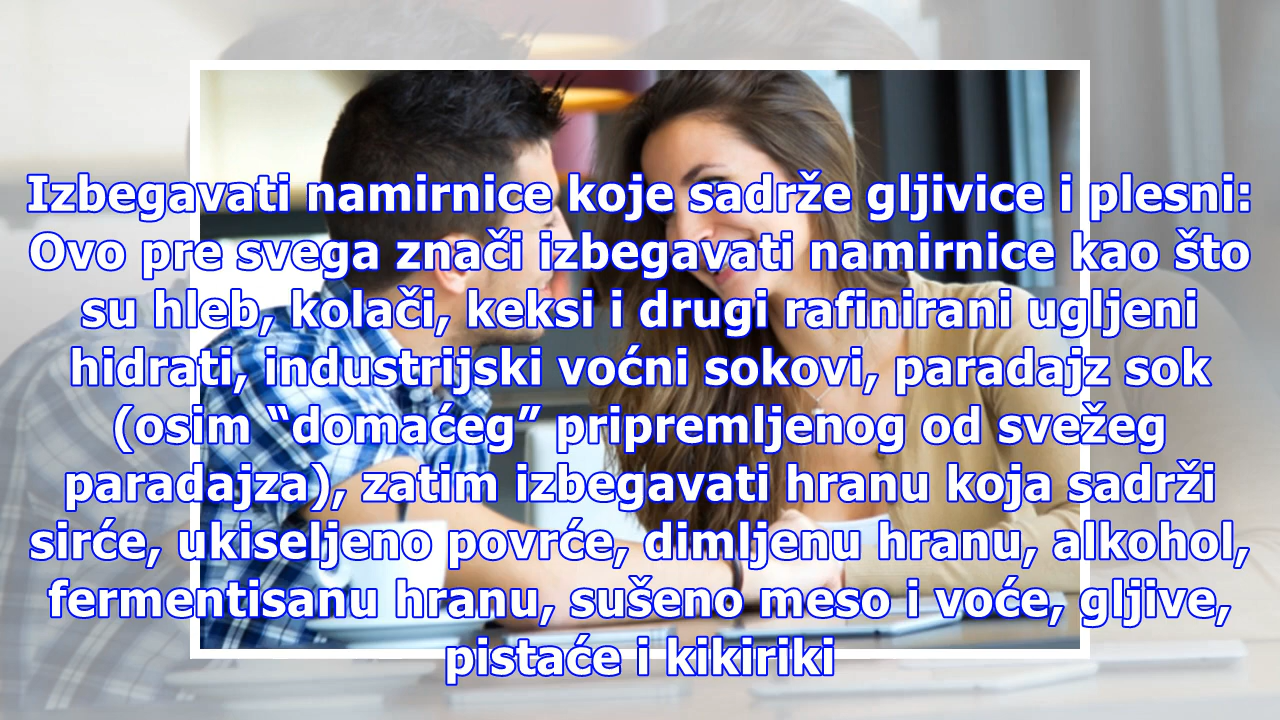 Izbegavati namirnice koje sadrže gljivice i plesni:
Ovo pre svega znači izbegavati namirnice kao što
su hleb, kolači, keksi i drugi rafinirani ugljeni
hidrati, industrijski voćni sokovi, paradajz sok
(osim “domaćeg” pripremljenog od svežeg
paradajza), zatim izbegavati hranu koja sadrži
sirće, ukiseljeno povrće, dimljenu hranu, alkohol,
fermentisanu hranu, sušeno meso i voće, gljive,
pistaće i kikiriki